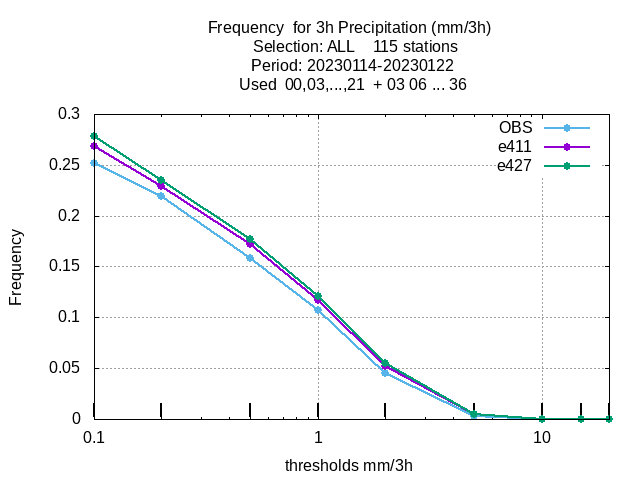 Frequency  for 3h Precipitation (mm/3h)
Selection: ALL    115 stations
Period: 20230114-20230122
Used  00,03,...,21  + 03 06 ... 36
0.3
0.25
0.2
0.15
0.1
0.05
0
Frequency
OBS
e411
e427
0.1 1 10
thresholds mm/3h